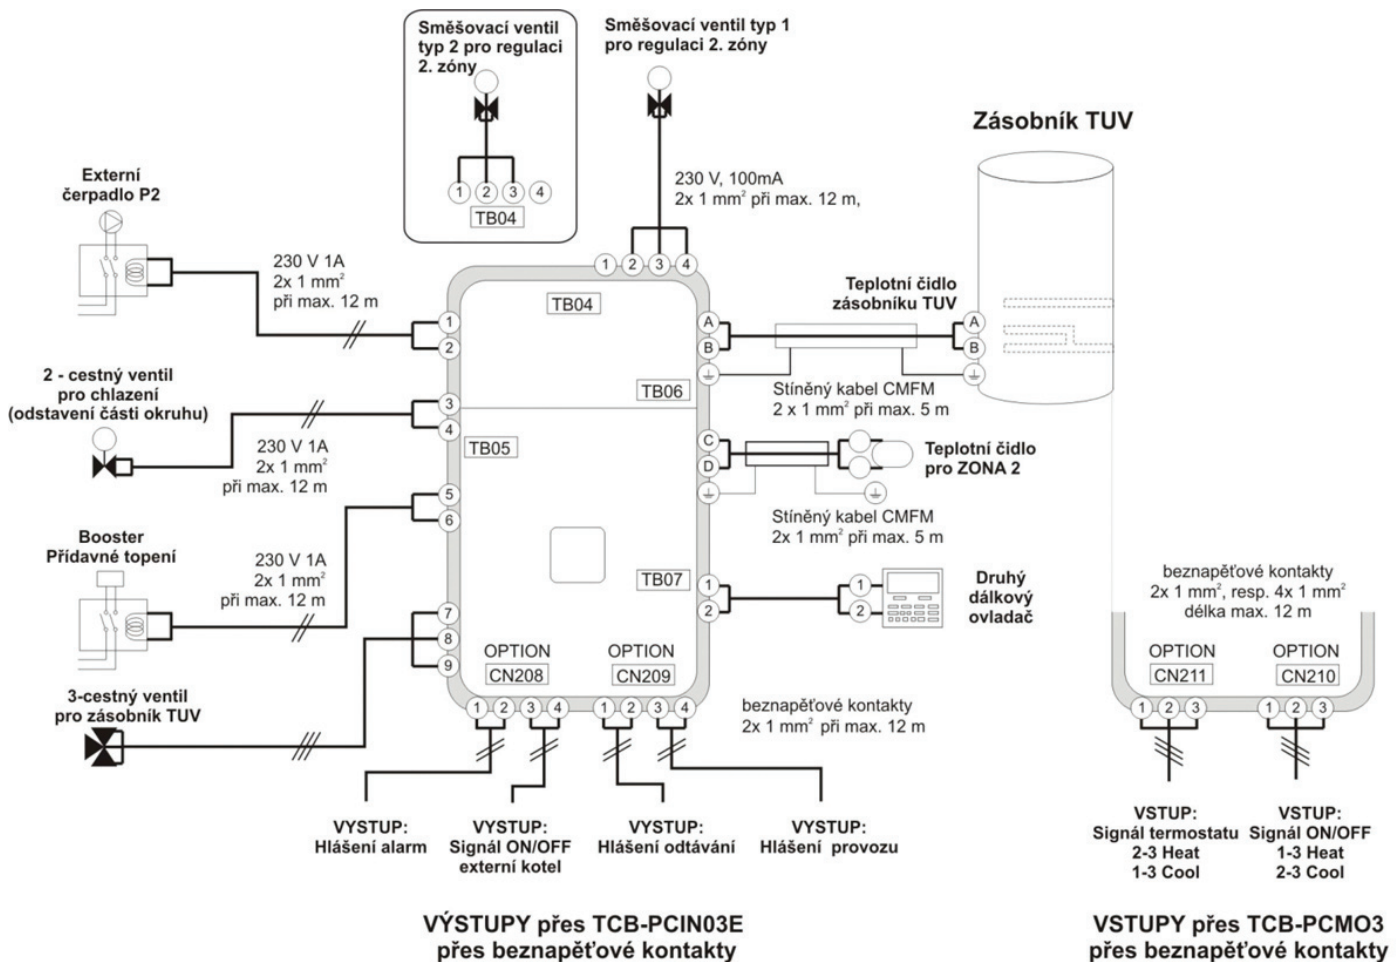 Směšovací ventil
typ 2 pro regulaci
2. zóny
1 2 3 4
TB04
Směšovací ventil typ 1
pro regulaci 2. zóny
230 V, 100mA
2x 1 mm² při max. 12 m,
1 2 3 4
TB04
Zásobník TUV
Externí
čerpadlo P2
230 V 1A
2x 1 mm²
při max. 12 m
1
2
2 - cestný ventil
pro chlazení
(odstavení části okruhu)
230 V 1A
2x 1 mm²
při max. 12 m
3
4
TB05
Booster
Přídavné topení
230 V 1A
2x 1 mm²
při max. 12 m
5
6
3-cestný ventil
pro zásobník TUV
7
8
9
Teplotní čidlo
zásobníku TUV
A
B
A
B
TB06
Stíněný kabel CMFM
2 x 1 mm² při max. 5 m
C
D
Teplotní čidlo
pro ZONA 2
Stíněný kabel CMFM
2x 1 mm² při max. 5 m
TB07
1
2
1
2
Druhý
dálkový
ovladač
OPTION
CN208
1 2 3 4
OPTION
CN209
1 2 3 4
beznapěťové kontakty
2x 1 mm² při max. 12 m
VYSTUP:
Hlášení alarm
VYSTUP:
Signál ON/OFF
externí kotel
VYSTUP:
Hlášení odtávání
VYSTUP:
Hlášení provozu
VÝSTUPY přes TCB-PCIN03E
přes beznapěťové kontakty
beznapěťové kontakty
2x 1 mm², resp. 4x 1 mm²
délka max. 12 m
OPTION
CN211
1 2 3
OPTION
CN210
1 2 3
VSTUP:
Signál termostatu
2-3 Heat
1-3 Cool
VSTUP:
Signál ON/OFF
1-3 Heat
2-3 Cool
VSTUPY přes TCB-PCMO3
přes beznapěťové kontakty